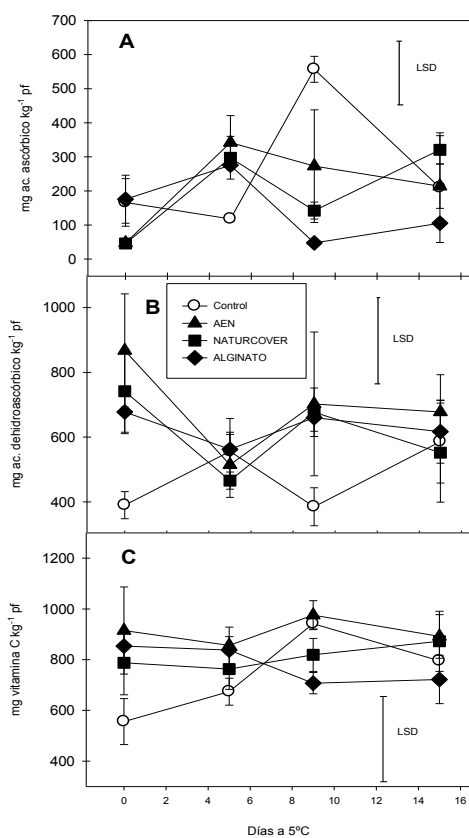 A
700
600
500
400
300
200
100
0
mg ac. ascórbico kg-1 pf
LSD
B
1000
800
600
400
mg ac. dehidroascórbico kg-1 pf
Control
AEN
NATURCOVER
ALGINATO
LSD
C
1200
1000
800
600
400
mg vitamina C kg-1 pf
LSD
0 2 4 6 8 10 12 14 16
Días a 5ºC